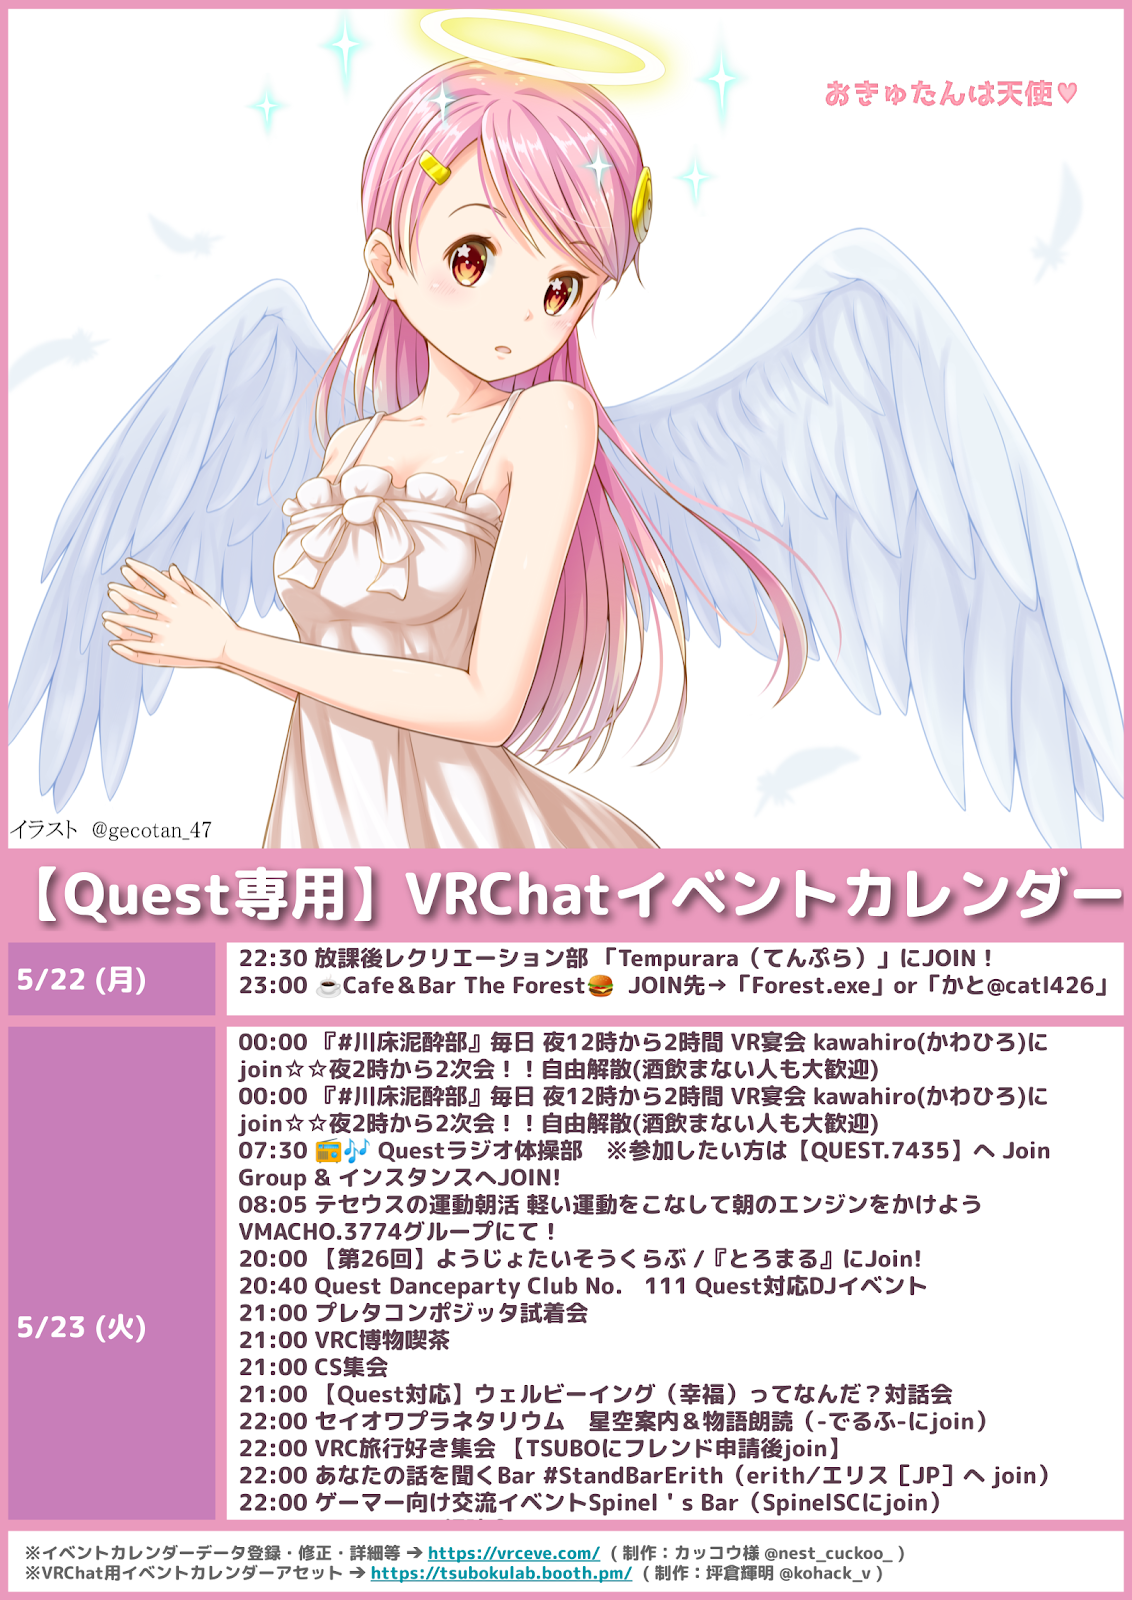 おきゅたんは天使♥
イラスト @gecotan_47
【Quest専用】VRChatイベントカレンダー
5/22 (月)
22:30 放課後レクリエーション部 「Tempurara（てんぷら）」にJOIN！
23:00 ☕Cafe＆Bar The Forest🍔 JOIN先→「Forest.exe」or「かと@catl426」
5/23 (火)
00:00 『#川床泥酔部』毎日 夜12時から2時間 VR宴会 kawahiro(かわひろ)に
join☆☆夜2時から2次会！！自由解散(酒飲まない人も大歓迎)
00:00 『#川床泥酔部』毎日 夜12時から2時間 VR宴会 kawahiro(かわひろ)に
join☆☆夜2時から2次会！！自由解散(酒飲まない人も大歓迎)
07:30 📻🎶 Questラジオ体操部　※参加したい方は【QUEST.7435】へ Join
Group & インスタンスへJOIN!
08:05 テセウスの運動朝活 軽い運動をこなして朝のエンジンをかけよう
VMACHO.3774グループにて！
20:00 【第26回】ようじょたいそうくらぶ /『とろまる』にJoin!
20:40 Quest Danceparty Club No.　111 Quest対応DJイベント
21:00 プレタコンポジッタ試着会
21:00 VRC博物喫茶
21:00 CS集会
21:00 【Quest対応】ウェルビーイング（幸福）ってなんだ？対話会
22:00 セイオワプラネタリウム　星空案内＆物語朗読（-でるふ-にjoin）
22:00 VRC旅行好き集会 【TSUBOにフレンド申請後join】
22:00 あなたの話を聞くBar #StandBarErith（erith/エリス［JP］へ join）
22:00 ゲーマー向け交流イベントSpinel＇s Bar（SpinelSCにjoin）
※イベントカレンダーデータ登録・修正・詳細等 ➔ https://vrceve.com/ （制作：カッコウ様 @nest_cuckoo_ ）
※VRChat用イベントカレンダーアセット ➔ https://tsubokulab.booth.pm/ （制作：坪倉輝明 @kohack_v ）